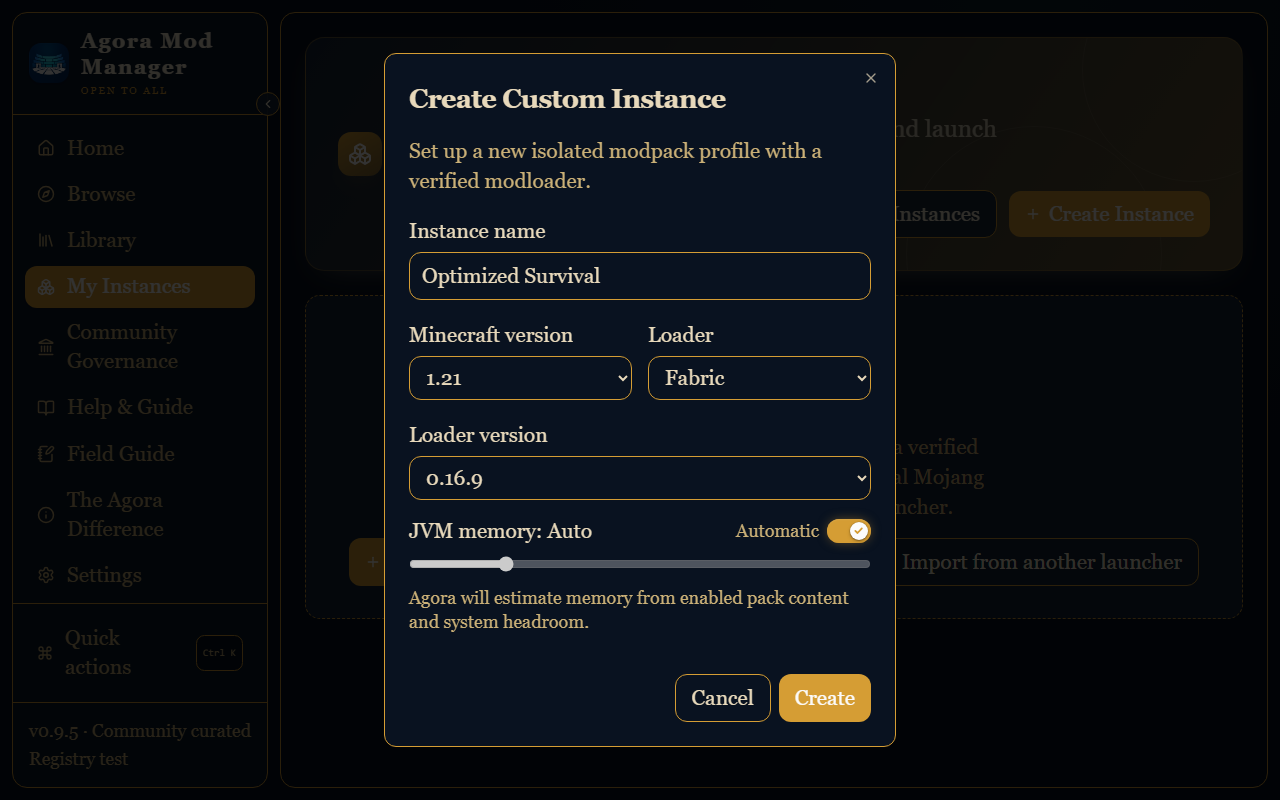 Agora Mod
Manager
OPEN TO ALL
Home
Browse
Library
My Instances
Community
Governance
Help & Guide
Field Guide
The Agora
Difference
Settings
Quick
actions
Ctrl K
v0.9.5 · Community curated
Registry test
nd launch
Instances
+ Create Instance
a verified
al Mojang
ncher.
+
Import from another launcher
Create Custom Instance
Set up a new isolated modpack profile with a
verified modloader.
Instance name
Optimized Survival
Minecraft version
Loader
1.21
Fabric
Loader version
0.16.9
JVM memory: Auto
Automatic
Agora will estimate memory from enabled pack content
and system headroom.
Cancel
Create